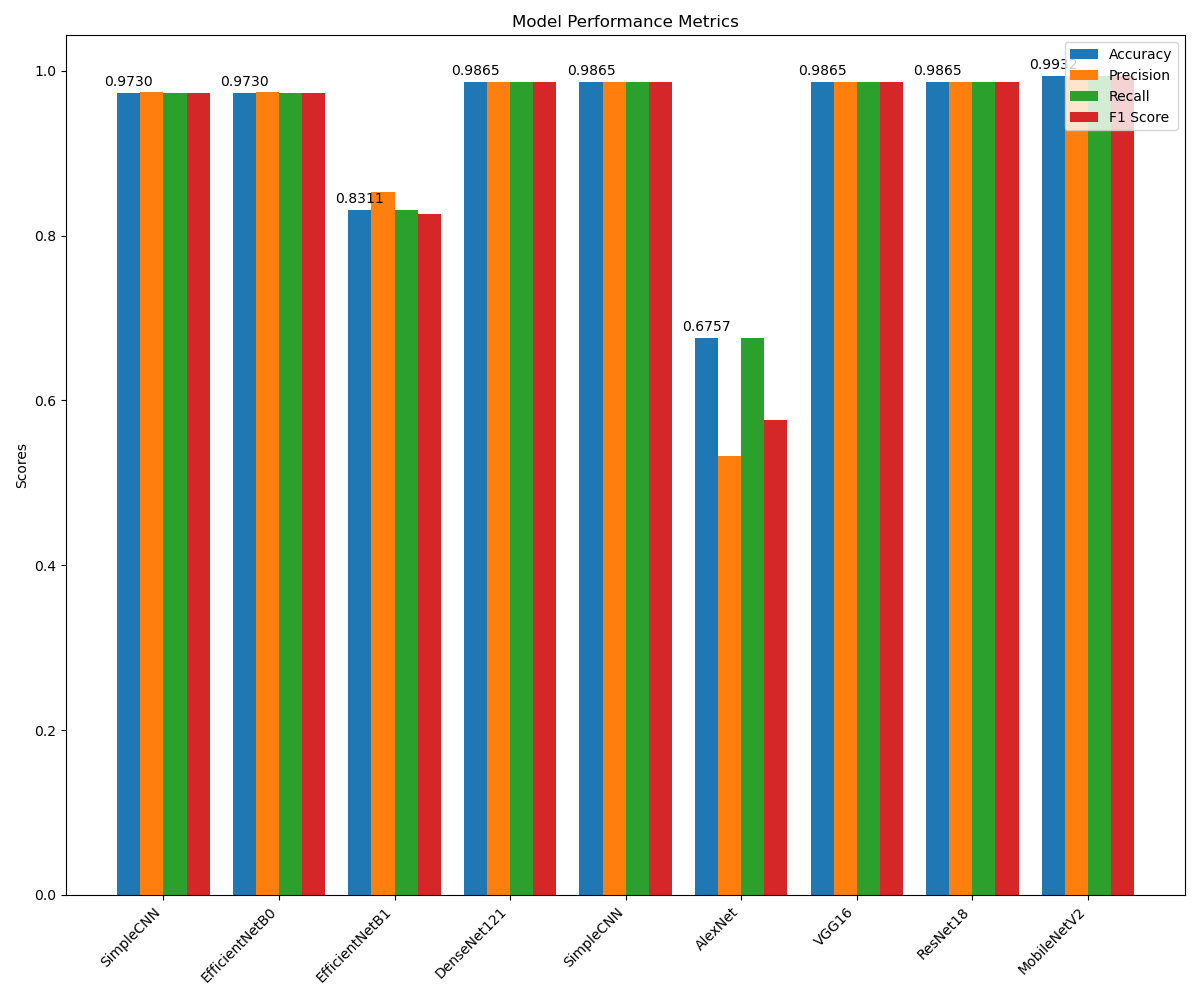 Model Performance Metrics
Accuracy
Precision
Recall
F1 Score
0.9730
0.9730
0.8311
0.9865
0.9865
0.6757
0.9865
0.9865
0.9932
Scores
1.0
0.8
0.6
0.4
0.2
0.0
SimpleCNN
EfficientNetB0
EfficientNetB1
DenseNet121
SimpleCNN
AlexNet
VGG16
ResNet18
MobileNetV2